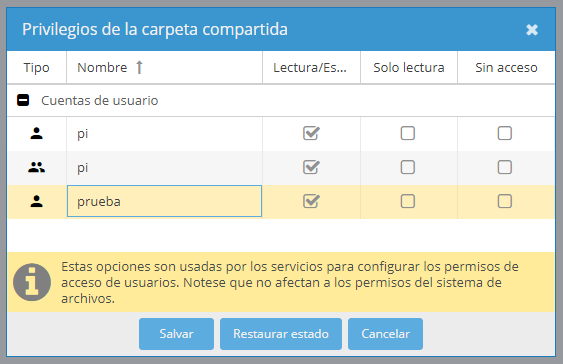 Privilegios de la carpeta compartida
Tipo Nombre Lectura/Es... Solo lectura Sin acceso
Cuentas de usuario
pi
pi
prueba
Estas opciones son usadas por los servicios para configurar los permisos de
acceso de usuarios. Notese que no afectan a los permisos del sistema de
archivos.
Salvar Restaurar estado Cancelar